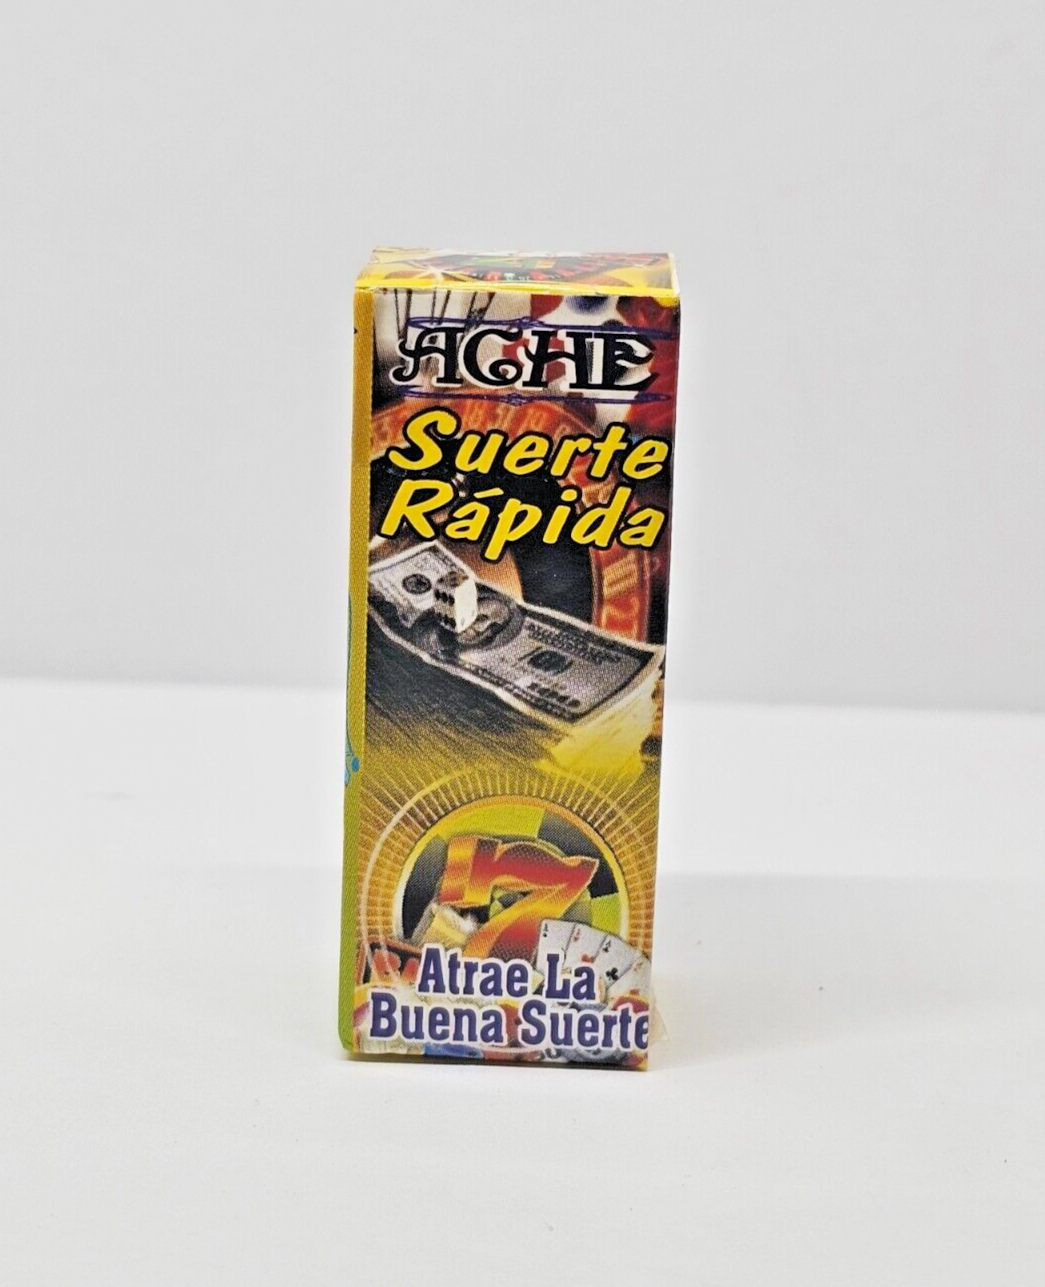 ACHE
Suerte
Rápida
Atrae La
Buena Suerte